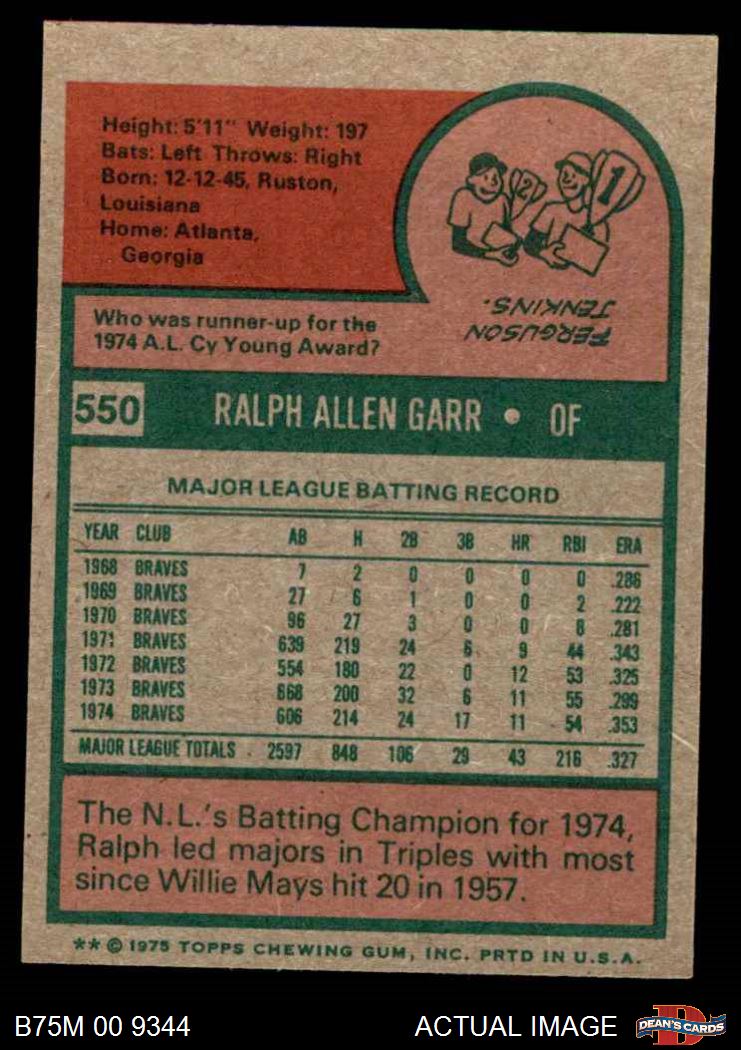 Height: 5'11" Weight: 197
Bats: Left Throws: Right
Born: 12-12-45, Ruston,
Louisiana
Home: Atlanta,
Georgia
2 1
FERGUSON
JENKINS.
Who was runner-up for the
1974 A.L. Cy Young Award?
550 RALPH ALLEN GARR • OF
MAJOR LEAGUE BATTING RECORD
YEAR CLUB AB H 2B 3B HR RBI ERA
1968 BRAVES 7 2 0 0 0 0 .286
1969 BRAVES 27 6 1 0 0 2 .222
1970 BRAVES 96 27 3 0 0 8 .281
1971 BRAVES 639 219 24 6 9 44 .343
1972 BRAVES 554 180 22 0 12 53 .325
1973 BRAVES 668 200 32 6 11 55 .299
1974 BRAVES 606 214 24 17 11 54 .353
MAJOR LEAGUE TOTALS . 2597 848 106 29 43 216 .327
The N.L.'s Batting Champion for 1974,
Ralph led majors in Triples with most
since Willie Mays hit 20 in 1957.
** © 1975 TOPPS CHEWING GUM, INC. PRTD IN U.S.A.
B75M 00 9344 ACTUAL IMAGE DEAN'S CARDS